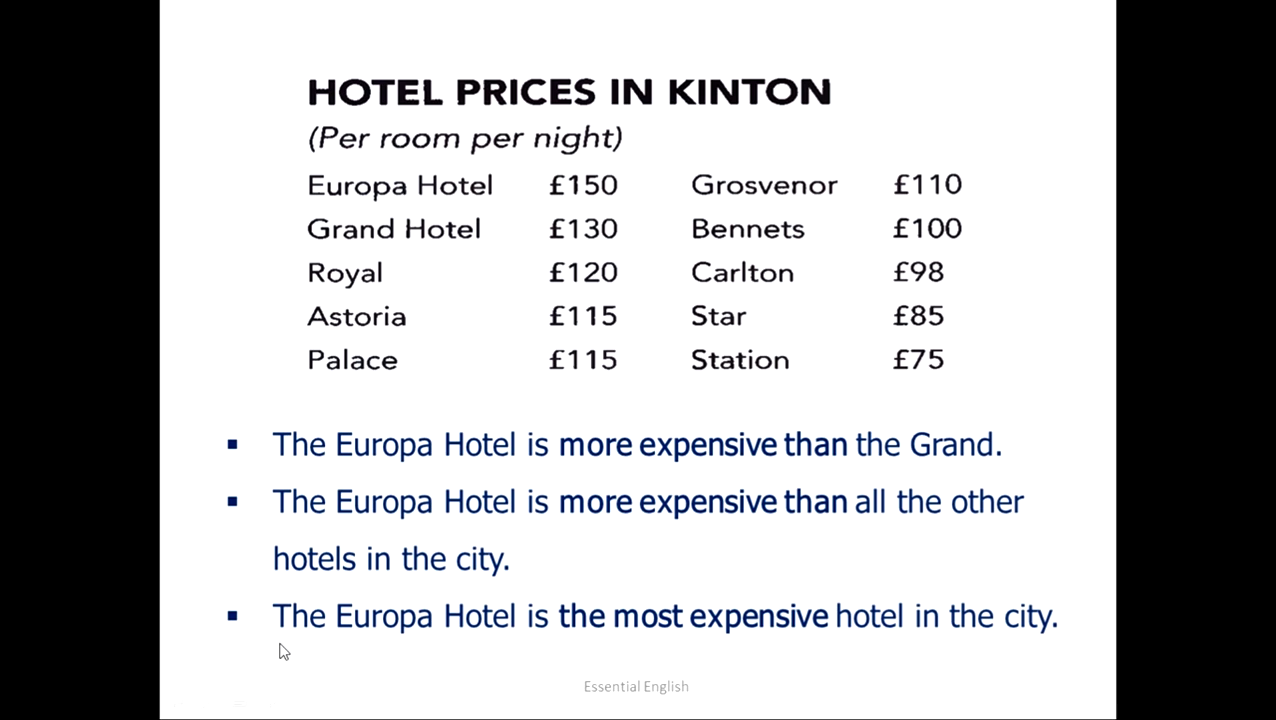 HOTEL PRICES IN KINTON
(Per room per night)
Europa Hotel £150 Grosvenor £110
Grand Hotel £130 Bennets £100
Royal £120 Carlton £98
Astoria £115 Star £85
Palace £115 Station £75
▪ The Europa Hotel is more expensive than the Grand.
▪ The Europa Hotel is more expensive than all the other
hotels in the city.
▪ The Europa Hotel is the most expensive hotel in the city.
Essential English